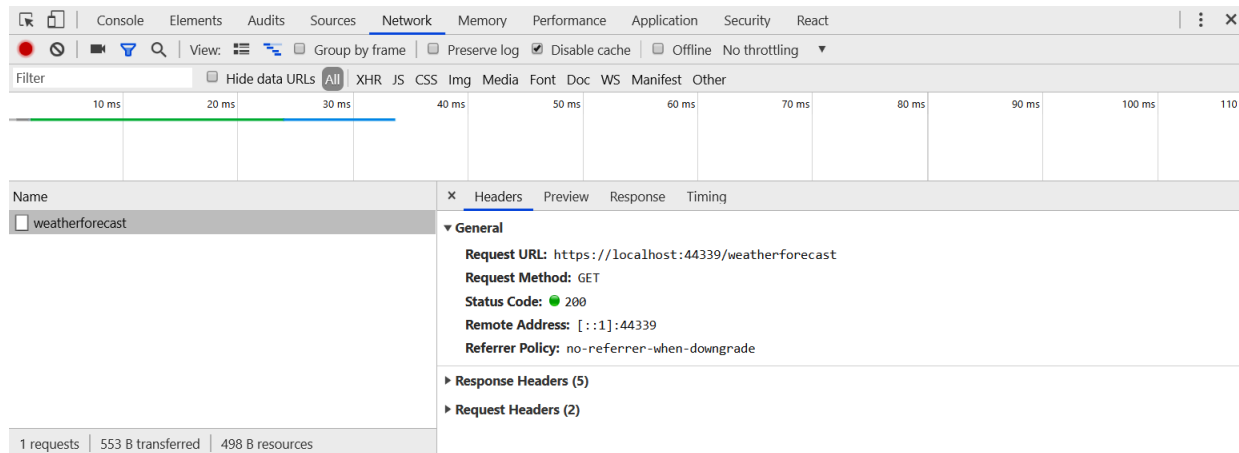 Console Elements Audits Sources Network Memory Performance Application Security React
View: Group by frame Preserve log Disable cache Offline No throttling
Filter Hide data URLs All XHR JS CSS Img Media Font Doc WS Manifest Other
10 ms 20 ms 30 ms 40 ms 50 ms 60 ms 70 ms 80 ms 90 ms 100 ms 110
Name
weatherforecast
1 requests 553 B transferred 498 B resources
Headers Preview Response Timing
General
Request URL: https://localhost:44339/weatherforecast
Request Method: GET
Status Code: 200
Remote Address: [::1]:44339
Referrer Policy: no-referrer-when-downgrade
Response Headers (5)
Request Headers (2)